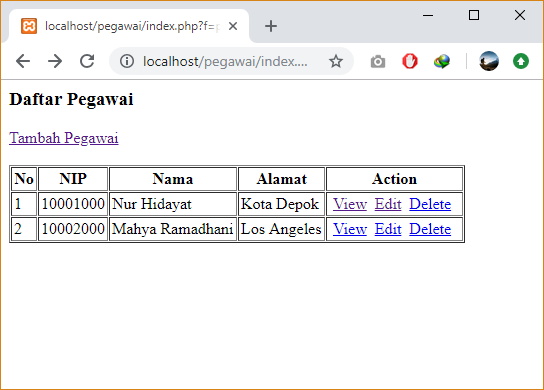 localhost/pegawai/index.php?f=p
localhost/pegawai/index....
Daftar Pegawai
Tambah Pegawai
No NIP Nama Alamat Action
1 10001000 Nur Hidayat Kota Depok View Edit Delete
2 10002000 Mahya Ramadhani Los Angeles View Edit Delete